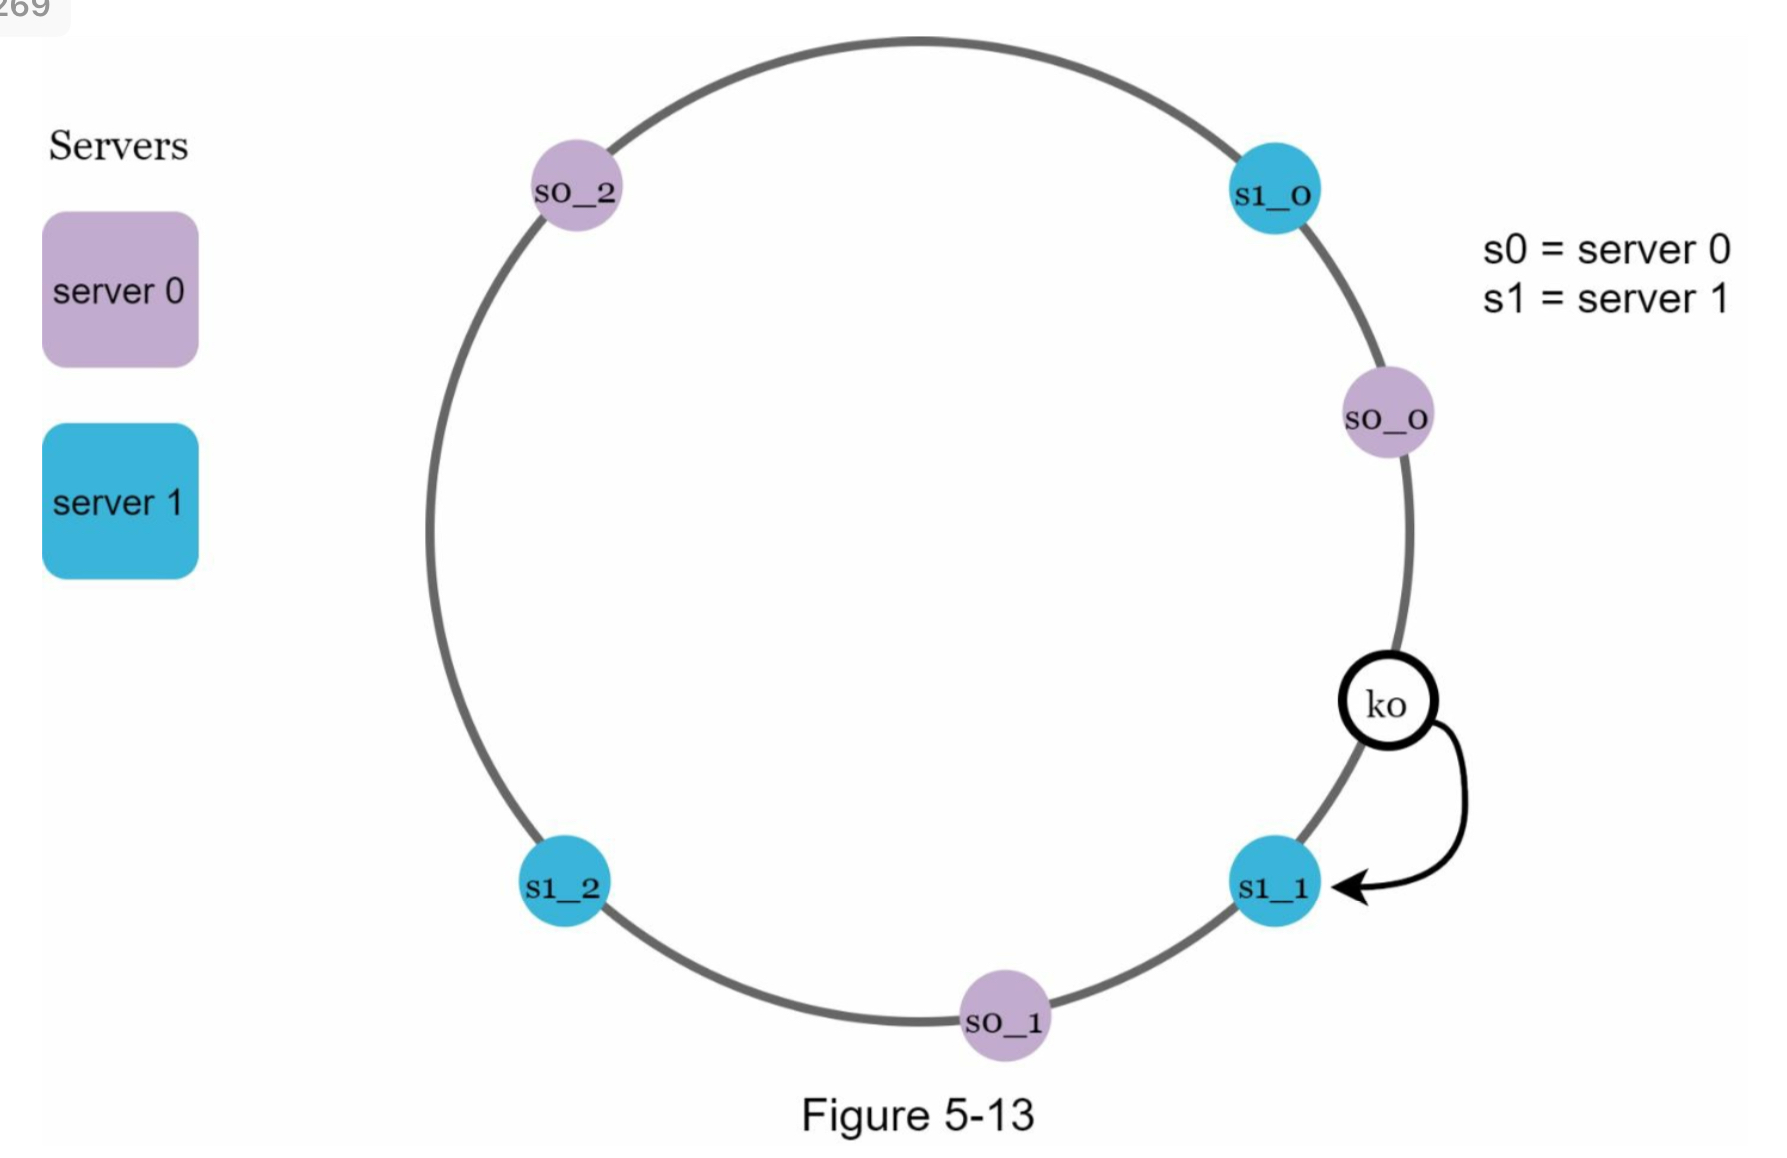 269
Servers
server 0
server 1
s0_2
s1_0
s0 = server 0
s1 = server 1
s0_0
k0
s1_2
s1_1
s0_1
Figure 5-13